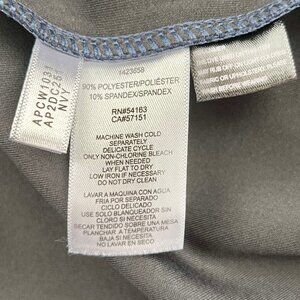 APCW1031
AP2DC257
NVY
1423658
90% POLYESTER/POLIÉSTER
10% SPANDEX/SPANDEX
RN#54163
CA#57151
MACHINE WASH COLD
SEPARATELY
DELICATE CYCLE
ONLY NON-CHLORINE BLEACH
WHEN NEEDED
LAY FLAT TO DRY
LOW IRON IF NECESSARY
DO NOT DRY CLEAN
LAVAR A MAQUINA CON AGUA
FRIA POR SEPARADO
CICLO DELICADO
USE SOLO BLANQUEADOR SIN
CLORO SI ES NECESARIO
SECAR TENDIDO SOBRE UNA MESA
PLANCHAR A TEMPERATURA
BAJA SI NECESITA
NO LAVAR EN SECO